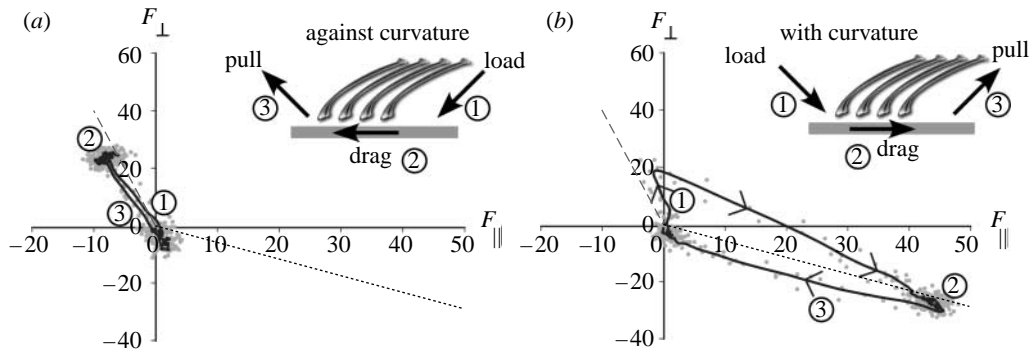 (a)
F⊥
against curvature
pull
load
③
①
drag ②
60
40
20
0
−20
−40
②
①
③
−20 −10 0 10 20 30 40 50
F||
(b)
F⊥
with curvature
load
pull
①
③
②
drag
60
40
20
0
−20
−40
①
②
③
−20 −10 0 10 20 30 40 50
F||